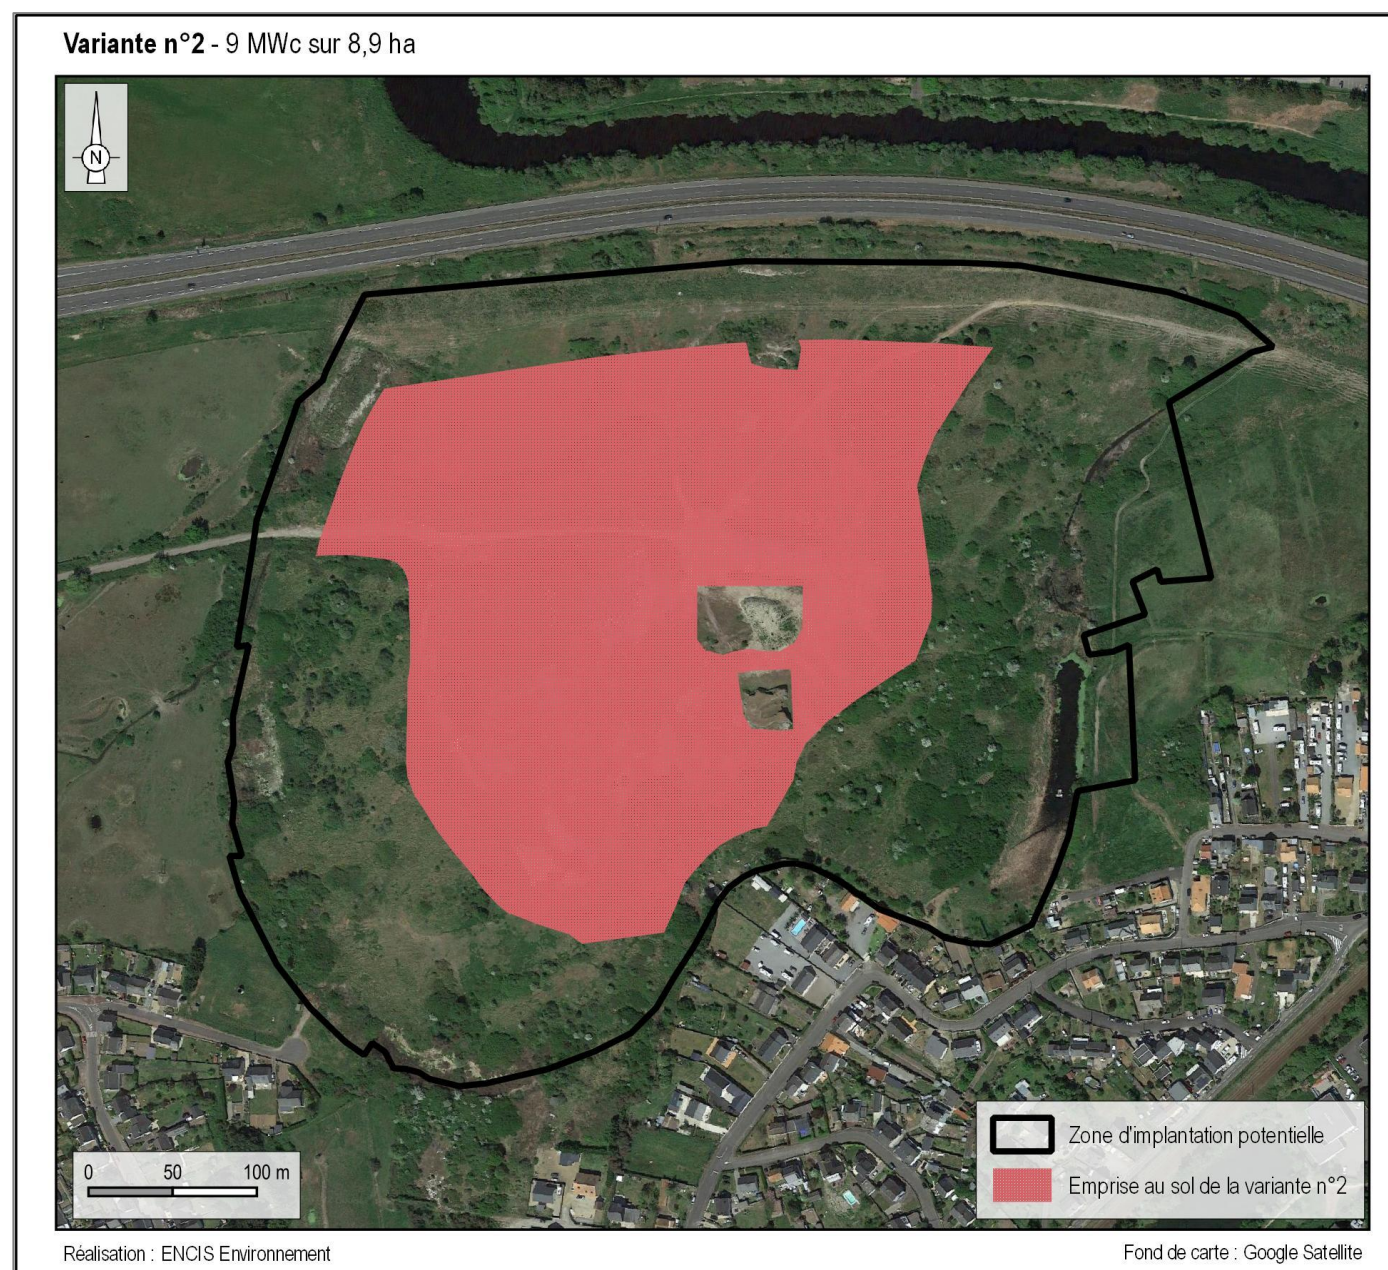 Variante n°2 - 9 MWc sur 8,9 ha
N
Zone d'implantation potentielle
Emprise au sol de la variante n°2
0 50 100 m
Réalisation : ENCIS Environnement
Fond de carte : Google Satellite